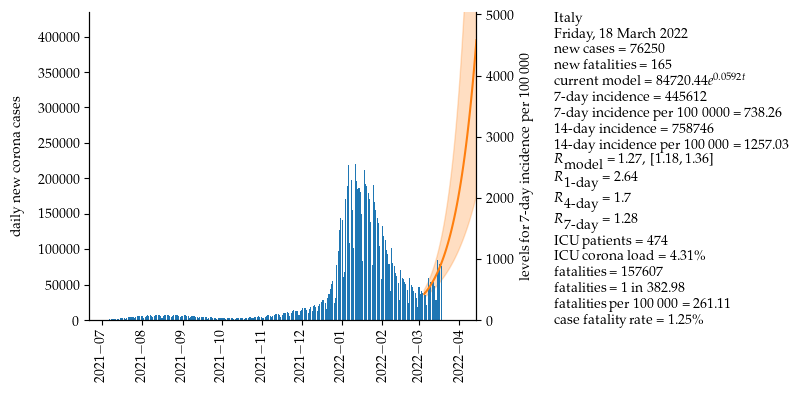 daily new corona cases
400000
350000
300000
250000
200000
150000
100000
50000
0
2021−07
2021−08
2021−09
2021−10
2021−11
2021−12
2022−01
2022−02
2022−03
2022−04
5000
4000
3000
2000
1000
0
levels for 7-day incidence per 100 000
Italy
Friday, 18 March 2022
new cases = 76250
new fatalities = 165
current model = 84720.44e^0.0592t
7-day incidence = 445612
7-day incidence per 100 0000 = 738.26
14-day incidence = 758746
14-day incidence per 100 000 = 1257.03
R_model = 1.27, [1.18, 1.36]
R_1-day = 2.64
R_4-day = 1.7
R_7-day = 1.28
ICU patients = 474
ICU corona load = 4.31%
fatalities = 157607
fatalities = 1 in 382.98
fatalities per 100 000 = 261.11
case fatality rate = 1.25%